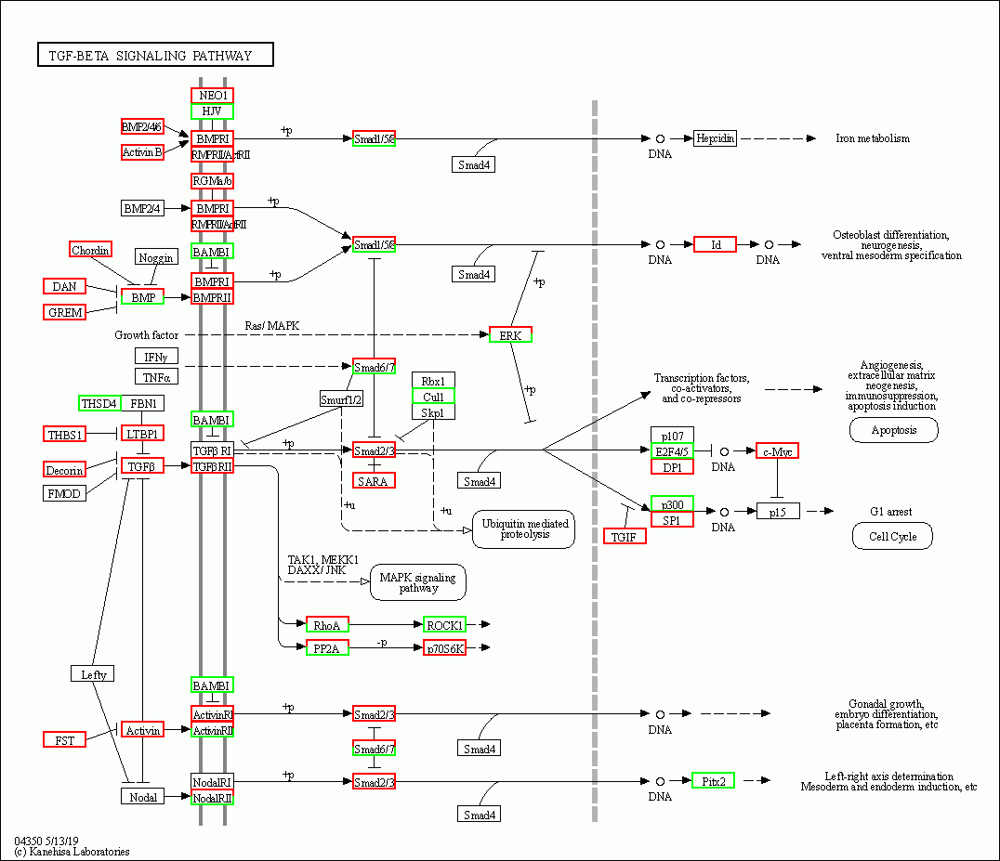 TGF-BETA SIGNALING PATHWAY
NEO1
HJV
BMP2/4/6
+p
BMPRI
Smad1/5/8
Hepcidin
Iron metabolism
Activin B
DNA
Smad4
RGMa/b
+p
BMP2/4
BMPRI
Smad1/5/8
Osteoblast differentiation,
neurogenesis,
ventral mesoderm specification
Id
DNA
DNA
Chordin
Noggin
BAMBI
Smad4
+p
BMPRI
+p
DAN
BMP
BMPRII
GREM
Growth factor
Ras/ MAPK
ERK
IFNγ
Smad6/7
TNFα
Angiogenesis,
extracellular matrix
neogenesis,
immunosuppression,
apoptosis induction
Transcription factors,
co-activators,
and co-repressors
+p
Rbx1
Cul1
Skp1
Smurf1/2
THSD4
FBN1
BAMBI
THBS1
LTBP1
p107
Apoptosis
TGFβ RI
+p
Smad2/3
E2F4/5
DNA
c-Myc
Decorin
TGFβ
TGFβRII
DP1
SARA
Smad4
FMOD
+u
+u
p300
SP1
DNA
p15
G1 arrest
Ubiquitin mediated
proteolysis
TGIF
Cell Cycle
TAK1, MEKK1
DAXX/ JNK
MAPK signaling
pathway
RhoA
ROCK1
PP2A
-p
p70S6K
Lefty
BAMBI
ActivinRI
+p
Smad2/3
Gonadal growth,
embryo differentiation,
placenta formation, etc
DNA
Activin
ActivinRII
FST
Smad6/7
Smad4
NodalRI
+p
Smad2/3
Pitx2
Left-right axis determination
Mesoderm and endoderm induction, etc
DNA
Nodal
NodalRII
Smad4
04350 5/13/19
(c) Kanehisa Laboratories